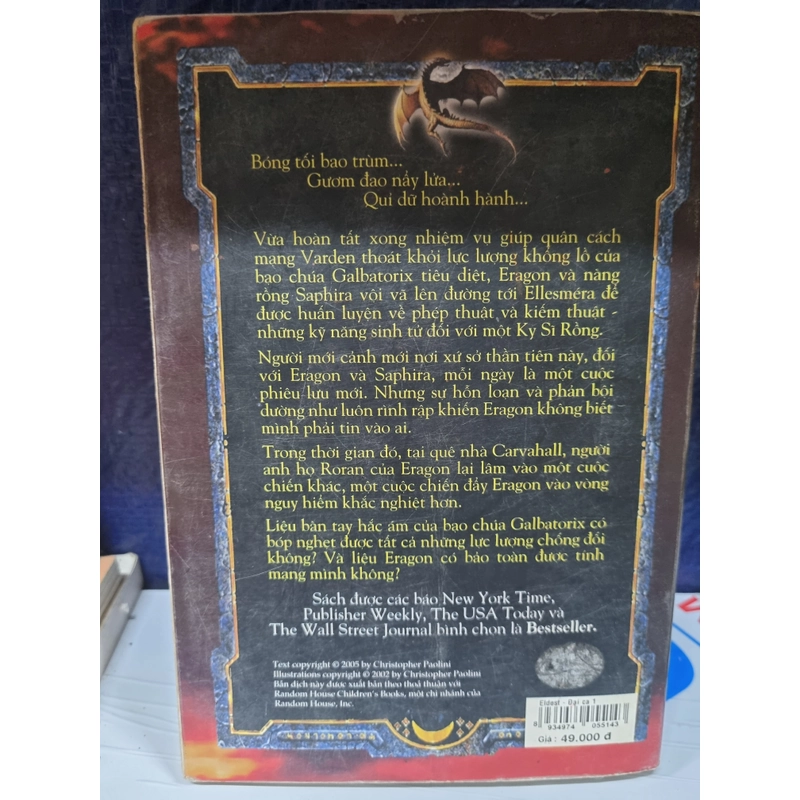 Bóng tối bao trùm...
Gươm đao nẩy lửa...
Quỉ dữ hoành hành...
Vừa hoàn tất xong nhiệm vụ giúp quân cách
mạng Varden thoát khỏi lực lượng khổng lồ của
bạo chúa Galbatorix tiêu diệt, Eragon và nàng
rồng Saphira vội vã lên đường tới Ellesméra để
được huấn luyện về phép thuật và kiếm thuật -
những kỹ năng sinh tử đối với một Kỵ Sĩ Rồng.
Người mới cảnh mới nơi xứ sở thần tiên này, đối
với Eragon và Saphira, mỗi ngày là một cuộc
phiêu lưu mới. Nhưng sự hỗn loạn và phản bội
dường như luôn rình rập khiến Eragon không biết
mình phải tin vào ai.
Trong thời gian đó, tại quê nhà Carvahall, người
anh họ Roran của Eragon lại lâm vào một cuộc
chiến khác, một cuộc chiến đẩy Eragon vào vòng
nguy hiểm khắc nghiệt hơn.
Liệu bàn tay hắc ám của bạo chúa Galbatorix có
bóp nghẹt được tất cả những lực lượng chống đối
không? Và liệu Eragon có bảo toàn được tính
mạng mình không?
Sách được các báo New York Time,
Publisher Weekly, The USA Today và
The Wall Street Journal bình chọn là Bestseller.
Text copyright © 2005 by Christopher Paolini
Illustrations copyright © 2002 by Christopher Paolini
Bản dịch này được xuất bản theo thoả thuận với
Random House Children's Books, một chi nhánh của
Random House, Inc.
Eldest - Đại ca 1
8 934974 055143
Giá : 49.000 đ